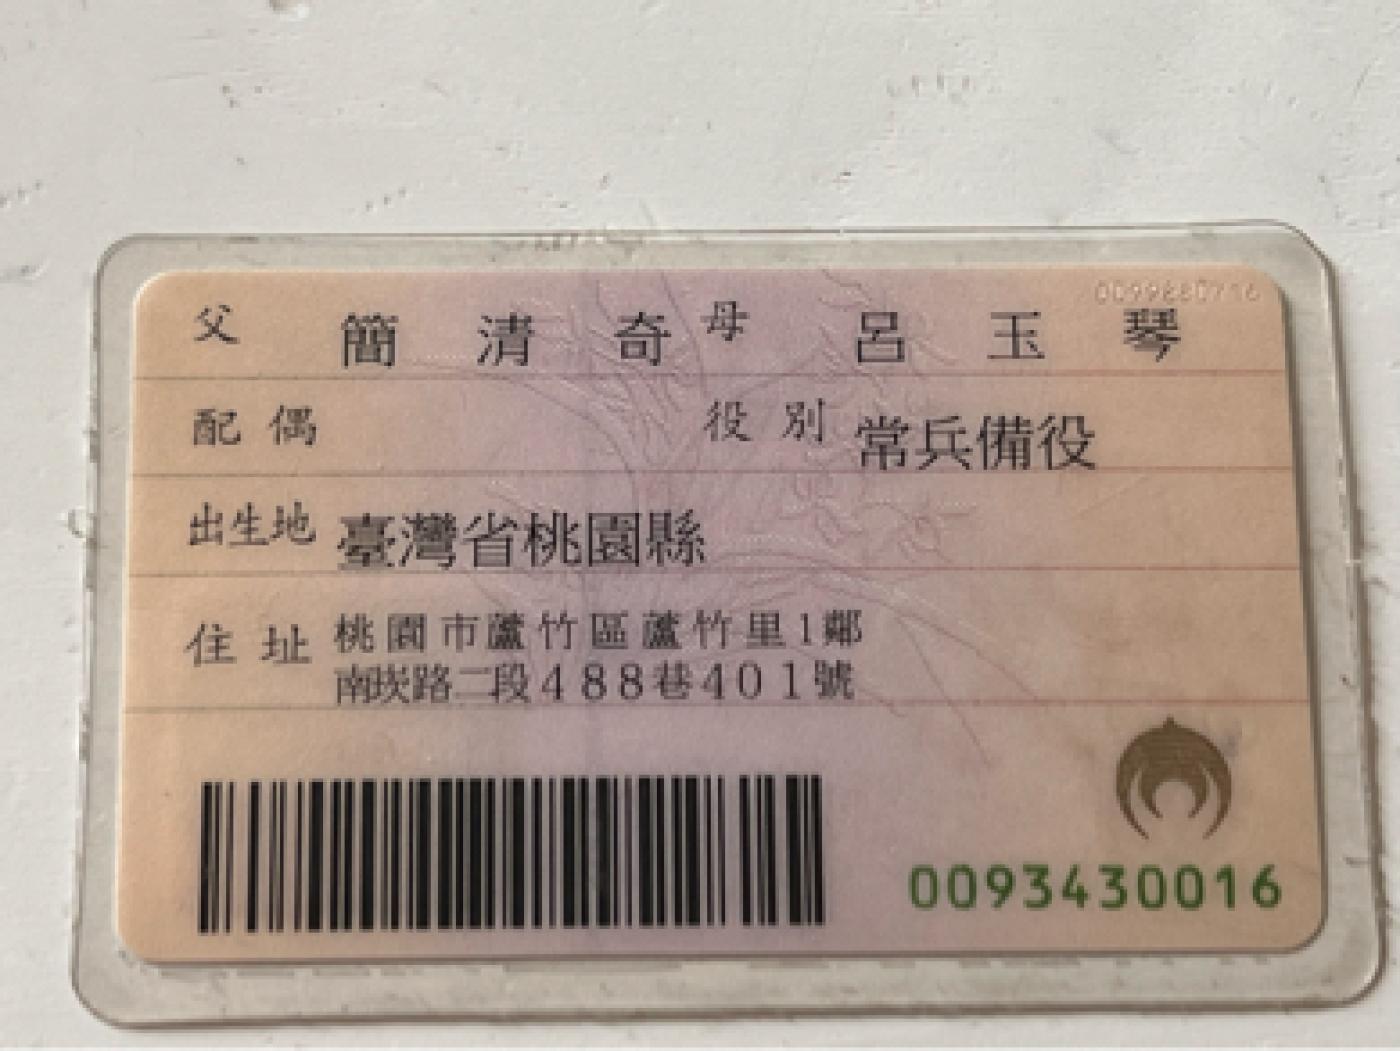 父 簡清奇 母 呂玉琴
配偶 役別 常兵備役
出生地 臺灣省桃園縣
住址 桃園市蘆竹區蘆竹里1鄰
南崁路二段488巷401號
0093430016